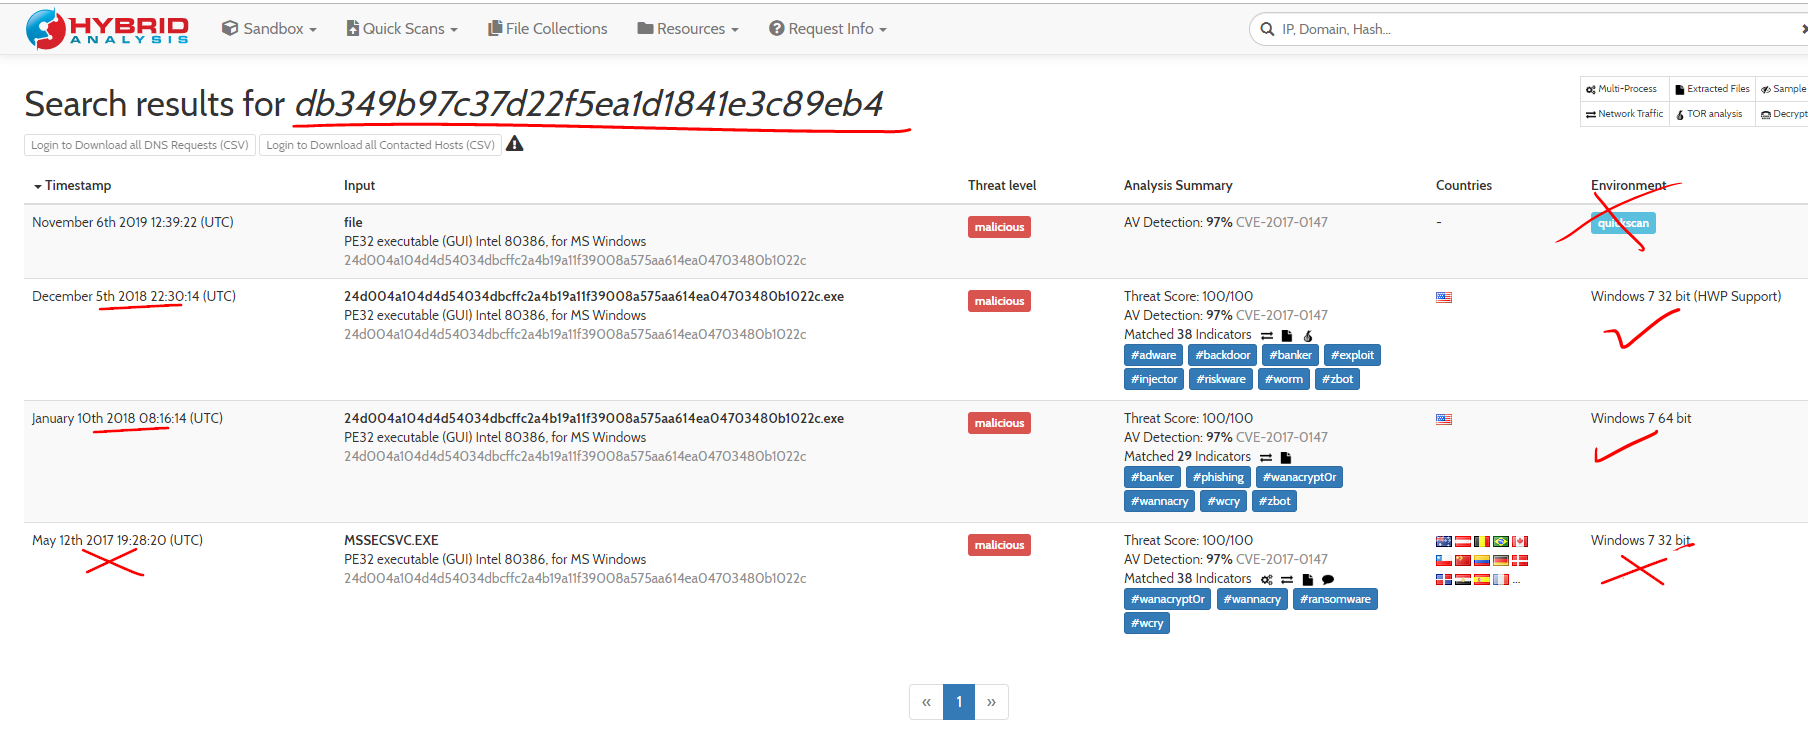 HYBRID
ANALYSIS
Sandbox
Quick Scans
File Collections
Resources
Request Info
IP, Domain, Hash...
Search results for db349b97c37d22f5ea1d1841e3c89eb4
Multi-Process
Extracted Files
Sample
Network Traffic
TOR analysis
Decrypt
Login to Download all DNS Requests (CSV)
Login to Download all Contacted Hosts (CSV)
Timestamp
Input
Threat level
Analysis Summary
Countries
Environment
November 6th 2019 12:39:22 (UTC)
file
PE32 executable (GUI) Intel 80386, for MS Windows
24d004a104d4d54034dbcffc2a4b19a11f39008a575aa614ea04703480b1022c
malicious
AV Detection: 97% CVE-2017-0147
-
quickscan
December 5th 2018 22:30:14 (UTC)
24d004a104d4d54034dbcffc2a4b19a11f39008a575aa614ea04703480b1022c.exe
PE32 executable (GUI) Intel 80386, for MS Windows
24d004a104d4d54034dbcffc2a4b19a11f39008a575aa614ea04703480b1022c
malicious
Threat Score: 100/100
AV Detection: 97% CVE-2017-0147
Matched 38 Indicators
#adware #backdoor #banker #exploit
#injector #riskware #worm #zbot
Windows 7 32 bit (HWP Support)
January 10th 2018 08:16:14 (UTC)
24d004a104d4d54034dbcffc2a4b19a11f39008a575aa614ea04703480b1022c.exe
PE32 executable (GUI) Intel 80386, for MS Windows
24d004a104d4d54034dbcffc2a4b19a11f39008a575aa614ea04703480b1022c
malicious
Threat Score: 100/100
AV Detection: 97% CVE-2017-0147
Matched 29 Indicators
#banker #phishing #wanacrypt0r
#wannacry #wcry #zbot
Windows 7 64 bit
May 12th 2017 19:28:20 (UTC)
MSSECSVC.EXE
PE32 executable (GUI) Intel 80386, for MS Windows
24d004a104d4d54034dbcffc2a4b19a11f39008a575aa614ea04703480b1022c
malicious
Threat Score: 100/100
AV Detection: 97% CVE-2017-0147
Matched 38 Indicators
#wanacrypt0r #wannacry #ransomware
#wcry
...
Windows 7 32 bit
« 1 »